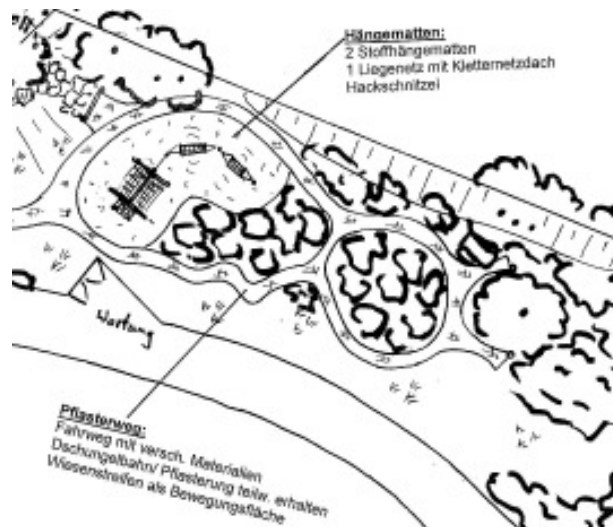 Hängematten:
2 Stoffhängematten
1 Liegenetz mit Kletternetzdach
Hackschnitzel
Wartung
Pflasterweg:
Fahrweg mit versch. Materialien
Dschungelbahn/ Pflasterung teilw. erhalten
Wiesenstreifen als Bewegungsfläche